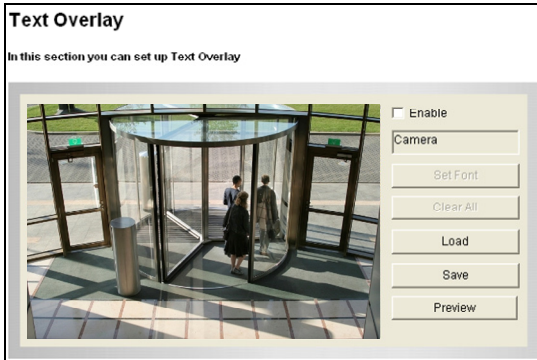 Text Overlay
In this section you can set up Text Overlay
Enable
Camera
Set Font
Clear All
Load
Save
Preview